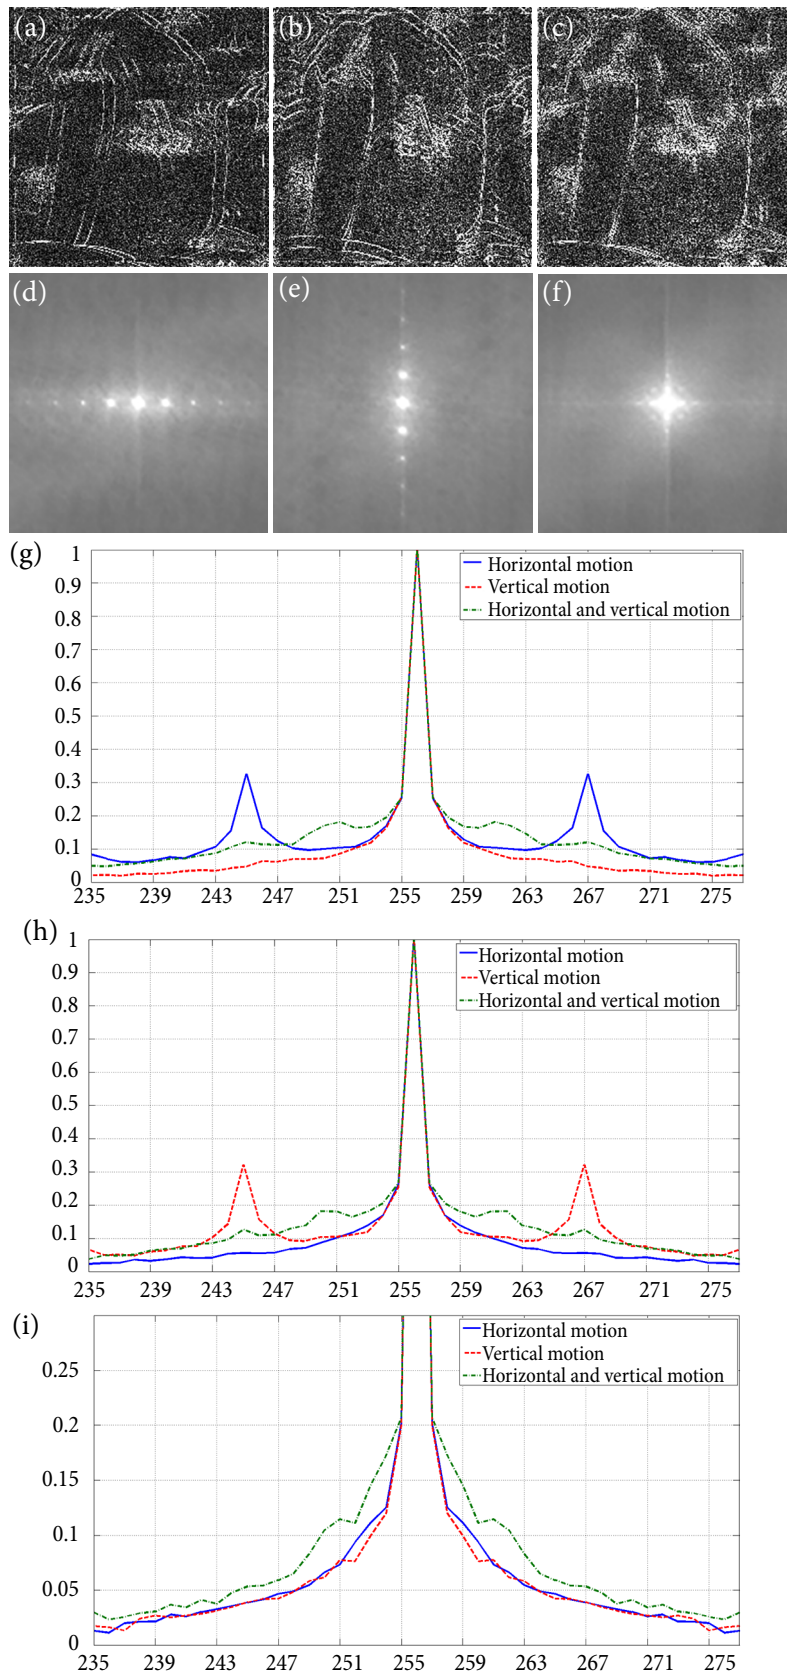 (a) (b) (c)
(d) (e) (f)
(g)
1
0.9
0.8
0.7
0.6
0.5
0.4
0.3
0.2
0.1
0
Horizontal motion
Vertical motion
Horizontal and vertical motion
235 239 243 247 251 255 259 263 267 271 275
(h)
1
0.9
0.8
0.7
0.6
0.5
0.4
0.3
0.2
0.1
0
Horizontal motion
Vertical motion
Horizontal and vertical motion
235 239 243 247 251 255 259 263 267 271 275
(i)
0.25
0.2
0.15
0.1
0.05
0
Horizontal motion
Vertical motion
Horizontal and vertical motion
235 239 243 247 251 255 259 263 267 271 275